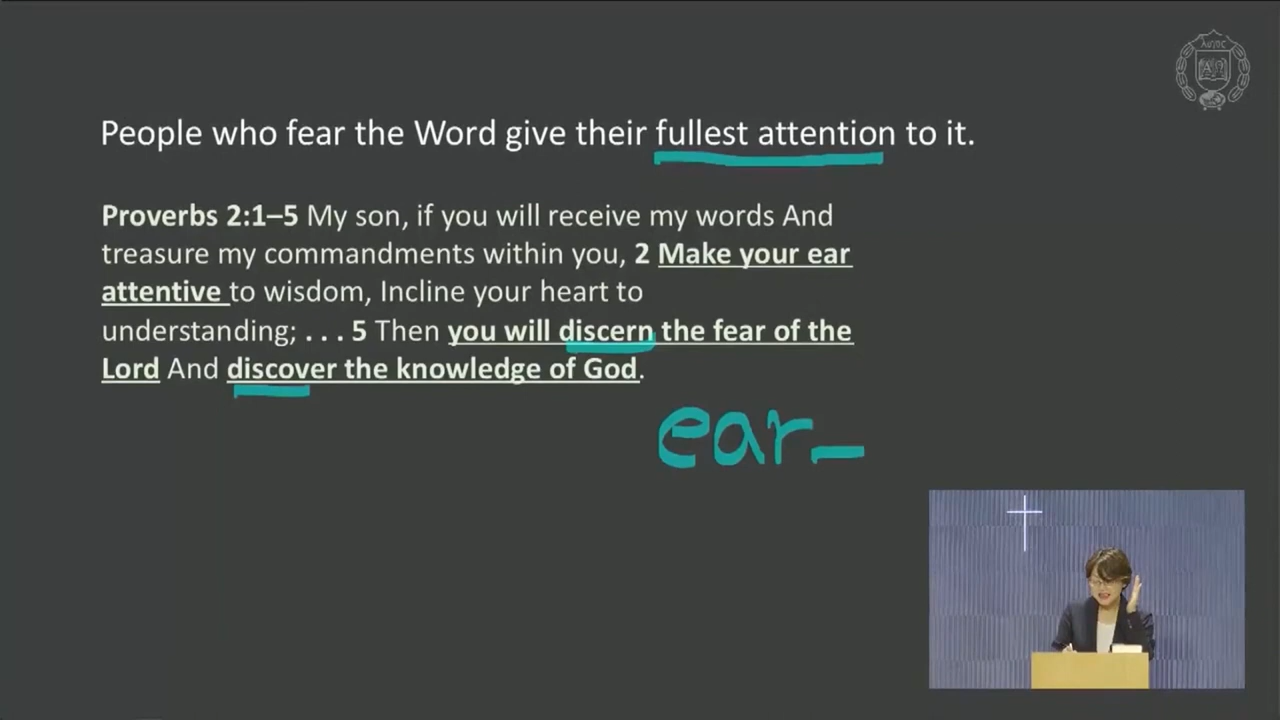 Λόγος
People who fear the Word give their fullest attention to it.
Proverbs 2:1–5 My son, if you will receive my words And
treasure my commandments within you, 2 Make your ear
attentive to wisdom, Incline your heart to
understanding; . . . 5 Then you will discern the fear of the
Lord And discover the knowledge of God.
ear_